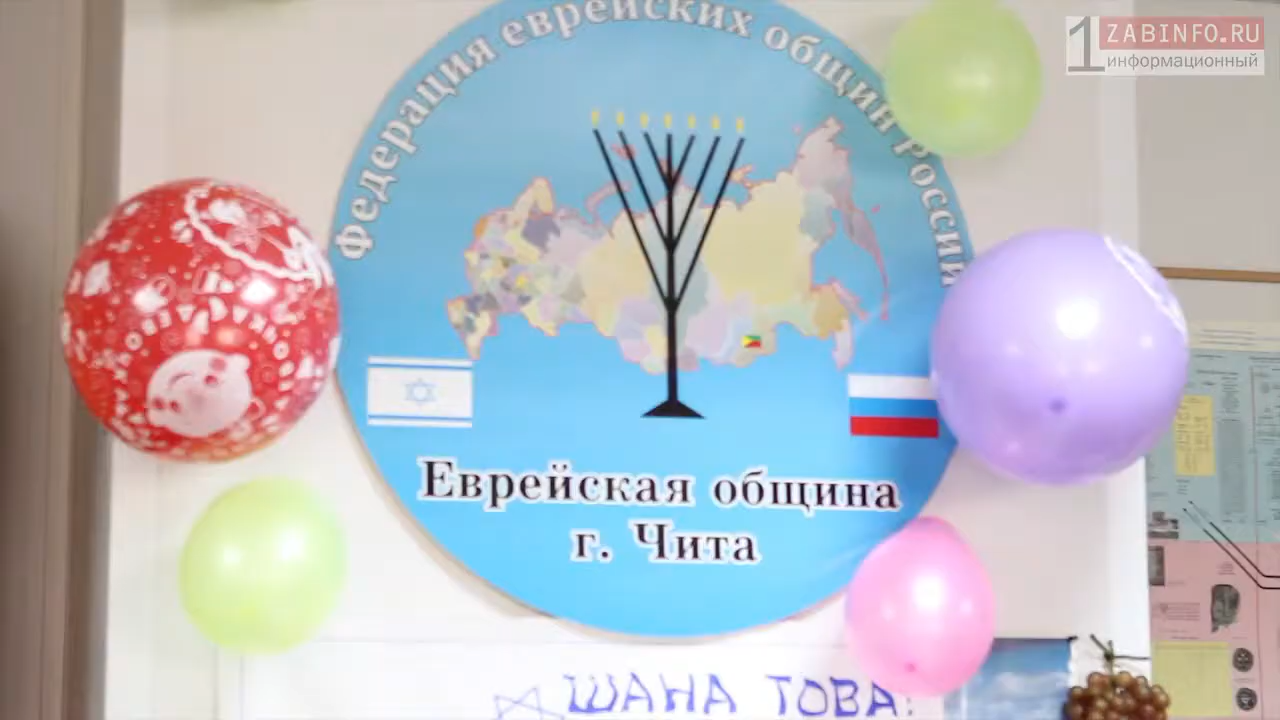 1 ZABINFO.RU
информационный
Федерация еврейских общин России
Еврейская община
г. Чита
ШАНА ТОВА!